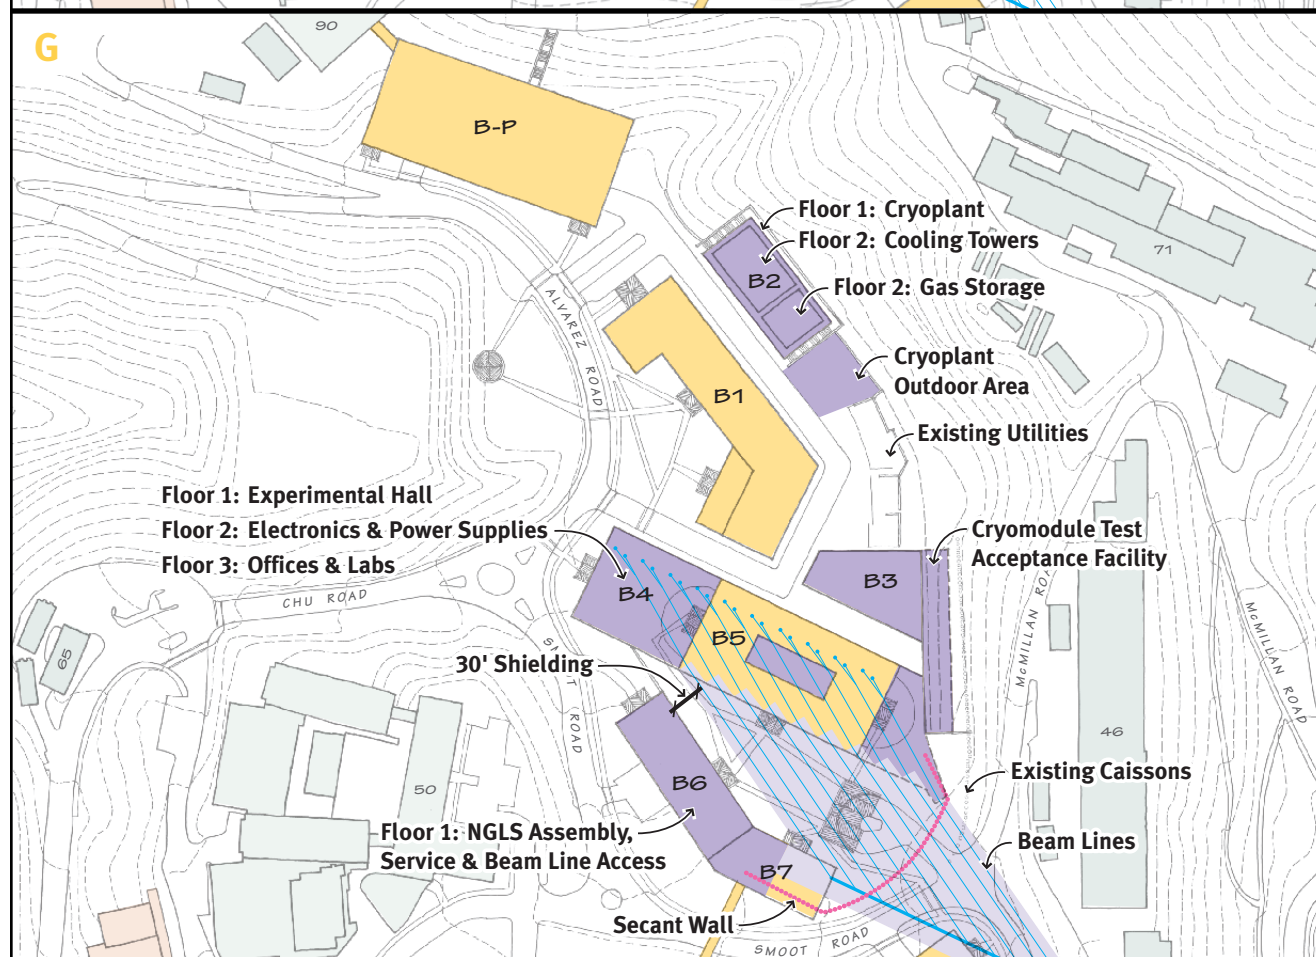 G
90
B-P
Floor 1: Cryoplant
Floor 2: Cooling Towers
B2
71
Floor 2: Gas Storage
ALVAREZ ROAD
Cryoplant
Outdoor Area
B1
Existing Utilities
Floor 1: Experimental Hall
Floor 2: Electronics & Power Supplies
Floor 3: Offices & Labs
Cryomodule Test
Acceptance Facility
B3
B4
CHU ROAD
McMILLAN ROAD
McMILLAN ROAD
B5
65
SMOOT ROAD
30' Shielding
46
Existing Caissons
B6
50
Floor 1: NGLS Assembly,
Service & Beam Line Access
Beam Lines
B7
Secant Wall
SMOOT ROAD